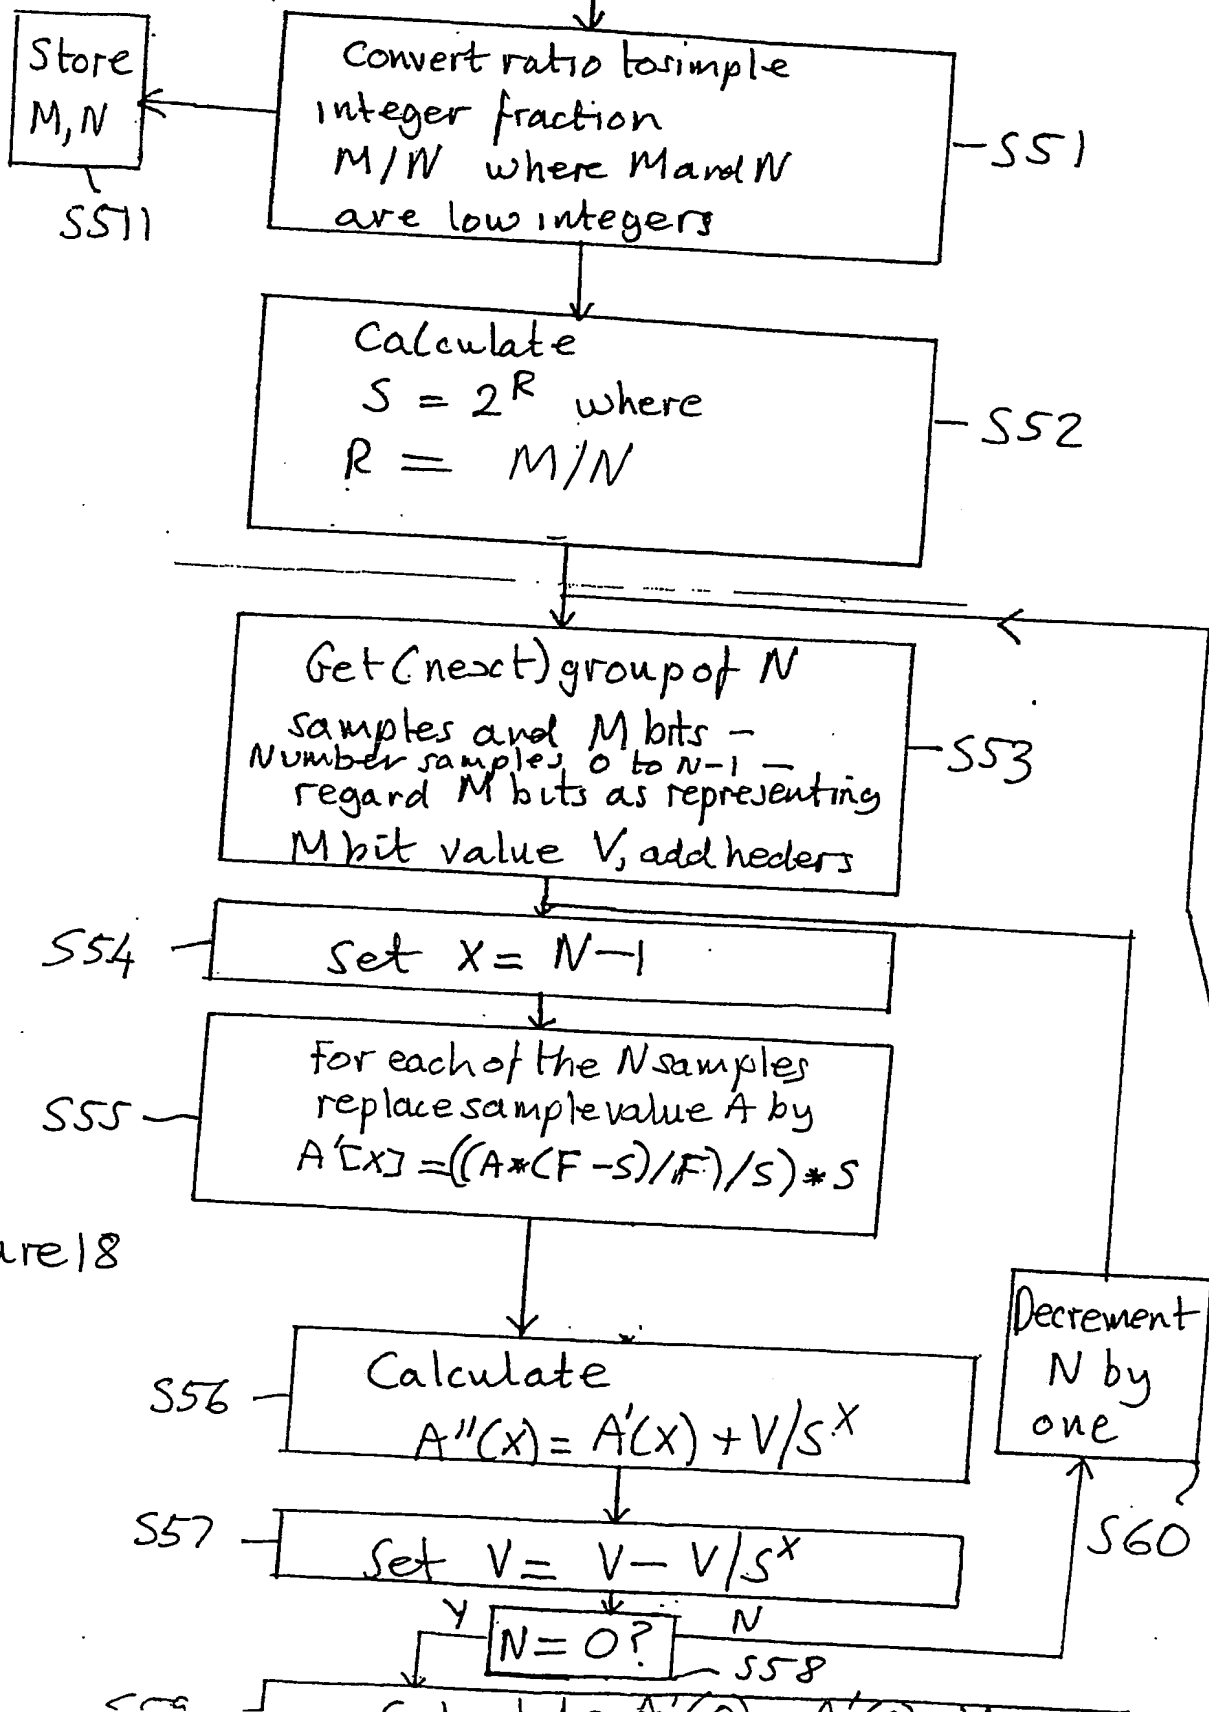 Store
M, N
S511
Convert ratio to simple
integer fraction
M/N where M and N
are low integers
S51
Calculate
S = 2^R where
R = M/N
S52
Get (next) group of N
samples and M bits –
Number samples 0 to N-1 –
regard M bits as representing
M bit value V, add heders
S53
S54
Set X = N-1
S55
For each of the N samples
replace sample value A by
A'[X] = ((A*(F-S)/F)/S)*S
ure 18
S56
Calculate
A''(X) = A'(X) + V/S^X
Decrement
N by
one
S60
S57
Set V = V - V/S^X
Y
N = 0?
N
S58
S59